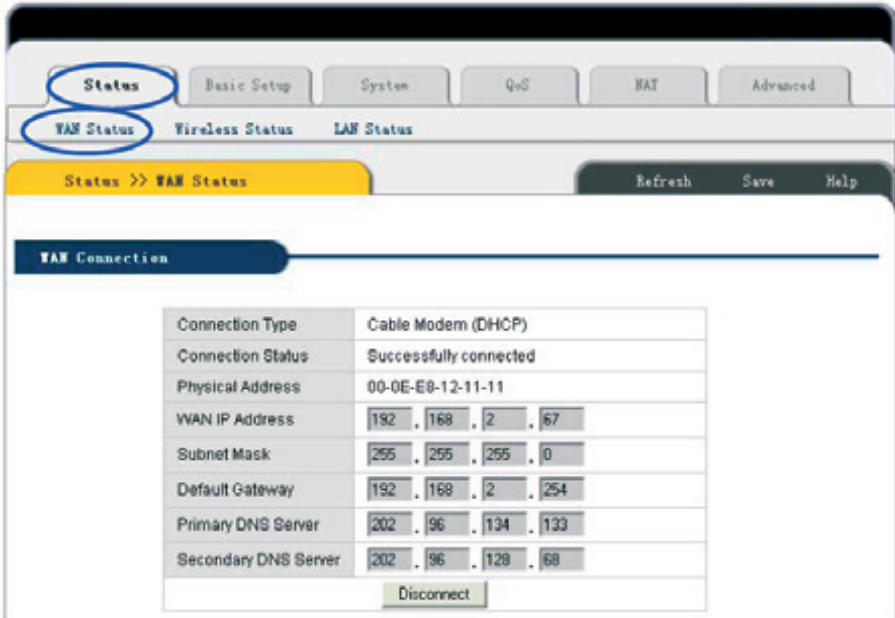 Status Basic Setup System QoS NAT Advanced
WAN Status Wireless Status LAN Status
Status >> WAN Status Refresh Save Help
WAN Connection
Connection Type Cable Modem (DHCP)
Connection Status Successfully connected
Physical Address 00-0E-E8-12-11-11
WAN IP Address 192 . 168 . 2 . 67
Subnet Mask 255 . 255 . 255 . 0
Default Gateway 192 . 168 . 2 . 254
Primary DNS Server 202 . 96 . 134 . 133
Secondary DNS Server 202 . 96 . 128 . 68
Disconnect